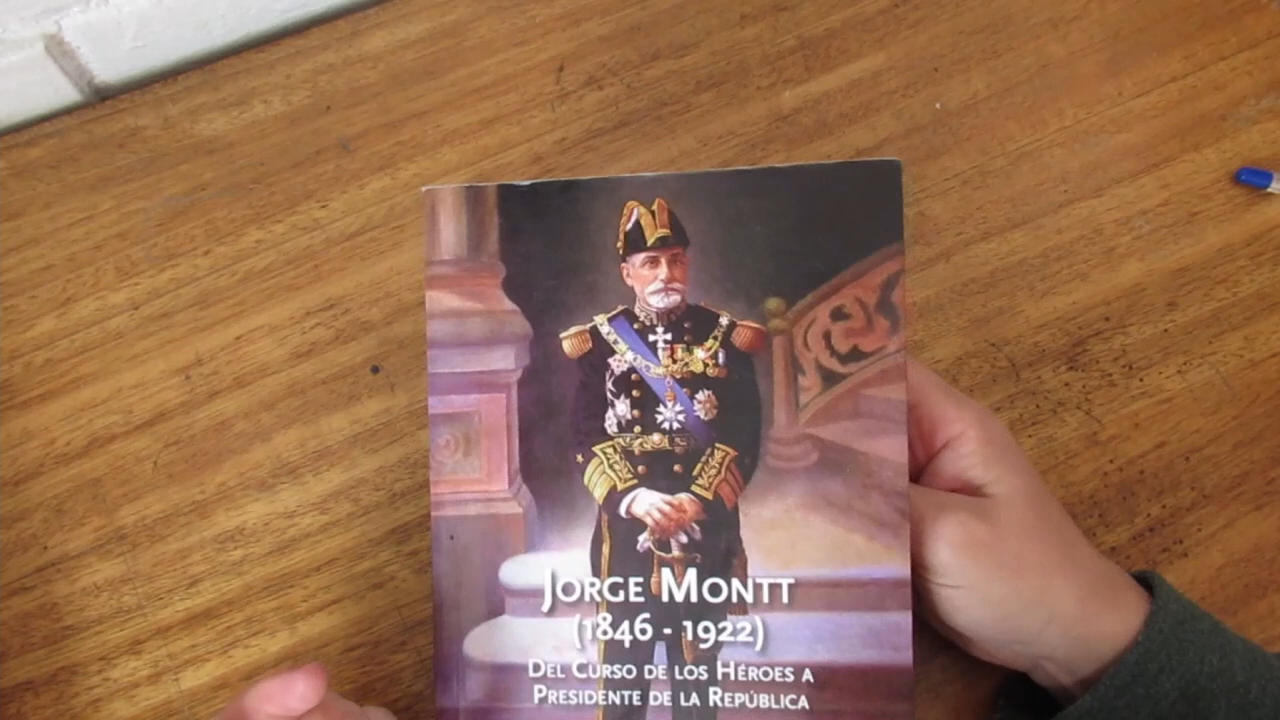 Jorge Montt
(1846 - 1922)
Del Curso de los Héroes a
Presidente de la República